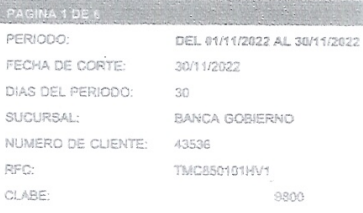 PAGINA 1 DE 6
PERIODO: DEL 01/11/2022 AL 30/11/2022
FECHA DE CORTE: 30/11/2022
DIAS DEL PERIODO: 30
SUCURSAL: BANCA GOBIERNO
NUMERO DE CLIENTE: 43536
RFC: TMC850101HV1
CLABE: 9800